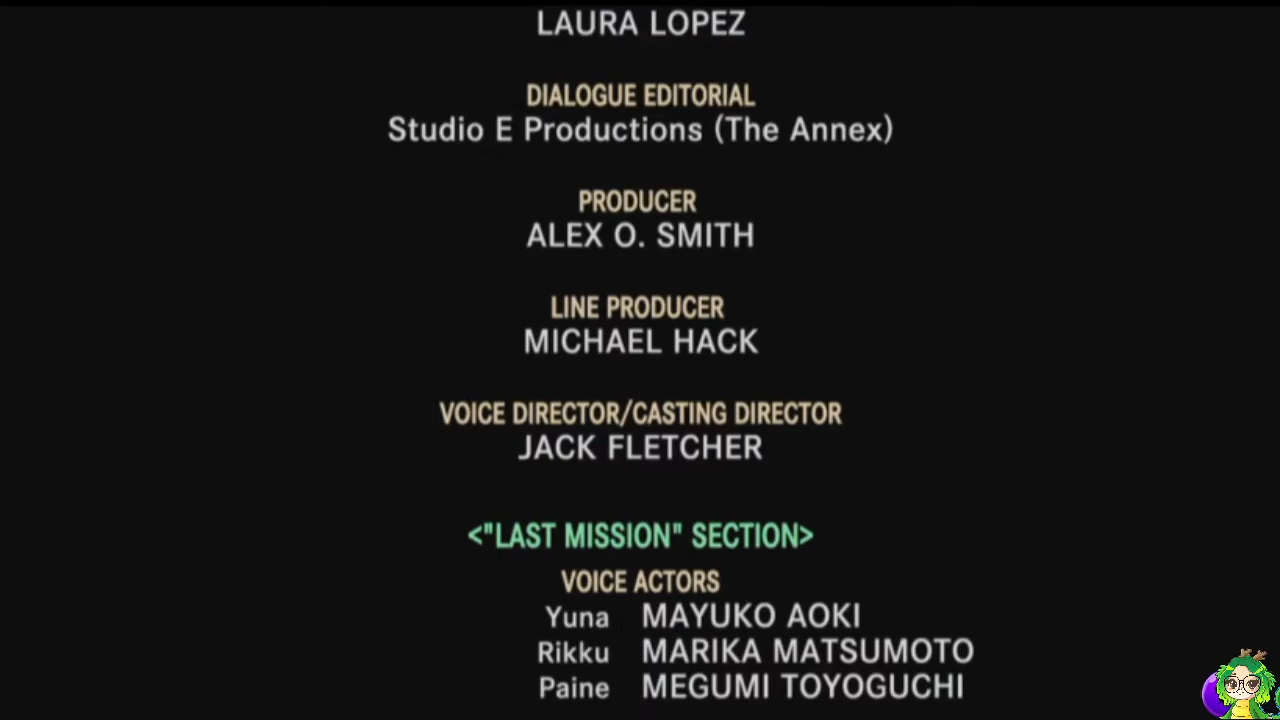 LAURA LOPEZ
DIALOGUE EDITORIAL
Studio E Productions (The Annex)
PRODUCER
ALEX O. SMITH
LINE PRODUCER
MICHAEL HACK
VOICE DIRECTOR/CASTING DIRECTOR
JACK FLETCHER
<"LAST MISSION" SECTION>
VOICE ACTORS
Yuna MAYUKO AOKI
Rikku MARIKA MATSUMOTO
Paine MEGUMI TOYOGUCHI